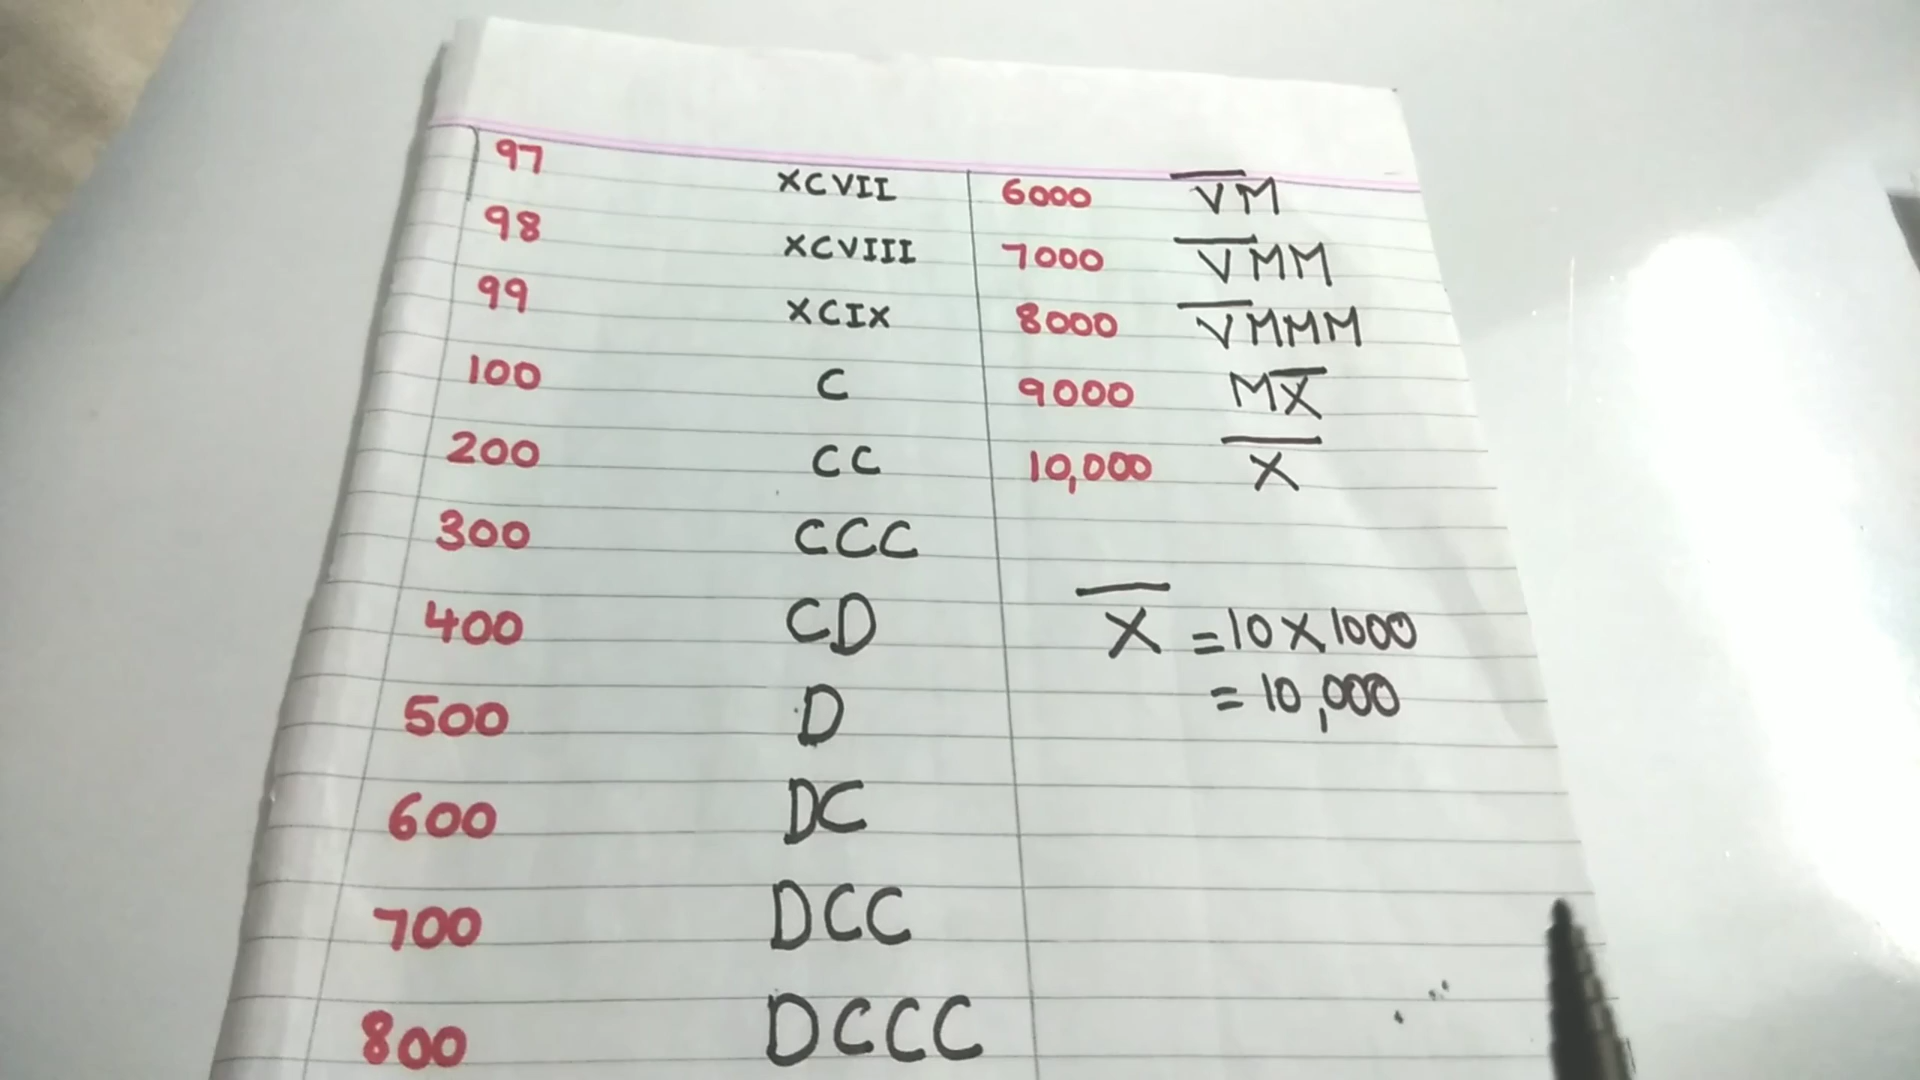 97 XCVII
98 XCVIII
99 XCIX
100 C
200 CC
300 CCC
400 CD
500 D
600 DC
700 DCC
800 DCCC
6000 V̅M
7000 V̅MM
8000 V̅MMM
9000 MX̅
10,000 X̅
X̅ = 10 X 1000
= 10,000